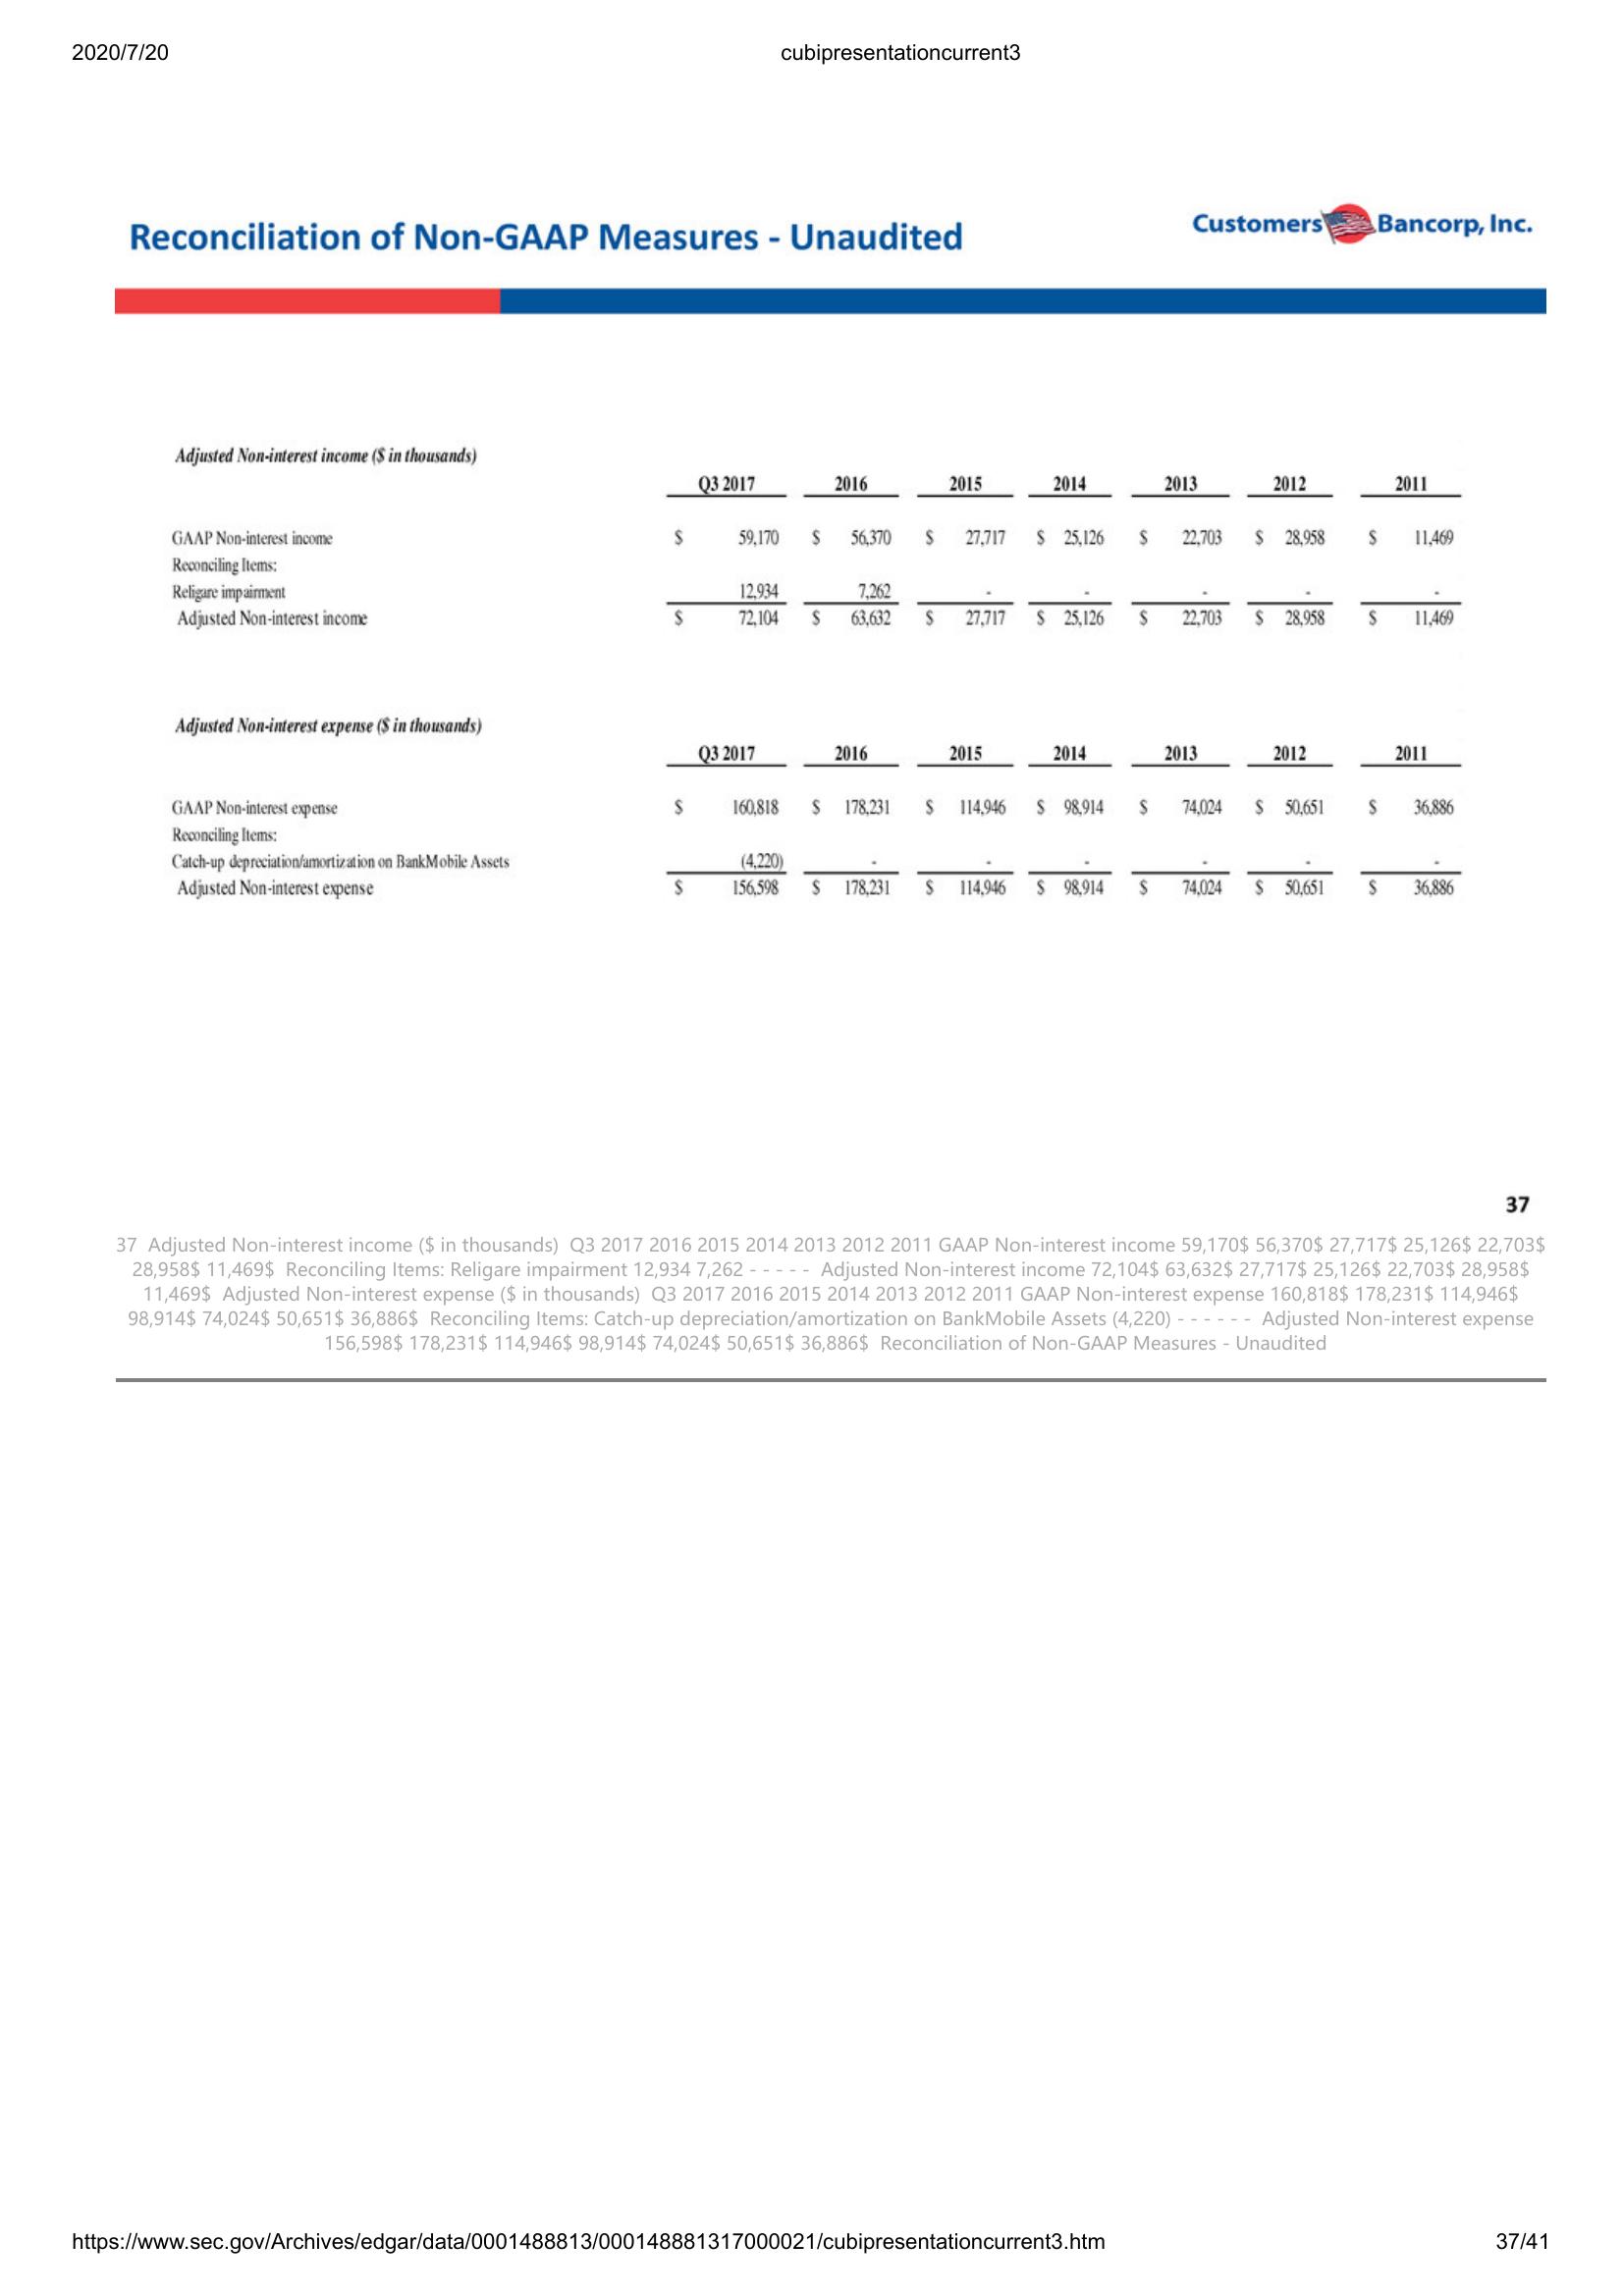 2020/7/20 cubipresentationcurrent3
Reconciliation of Non-GAAP Measures - Unaudited
Customers Bancorp, Inc.
Adjusted Non-interest income ($ in thousands)
Q3 2017 2016 2015 2014 2013 2012 2011
GAAP Non-interest income $ 59,170 $ 56,370 $ 27,717 $ 25,126 $ 22,703 $ 28,958 $ 11,469
Reconciling Items:
Religare impairment 12,934 7,262 - - - - -
Adjusted Non-interest income $ 72,104 $ 63,632 $ 27,717 $ 25,126 $ 22,703 $ 28,958 $ 11,469
Adjusted Non-interest expense ($ in thousands)
Q3 2017 2016 2015 2014 2013 2012 2011
GAAP Non-interest expense $ 160,818 $ 178,231 $ 114,946 $ 98,914 $ 74,024 $ 50,651 $ 36,886
Reconciling Items:
Catch-up depreciation/amortization on BankMobile Assets (4,220) - - - - - -
Adjusted Non-interest expense $ 156,598 $ 178,231 $ 114,946 $ 98,914 $ 74,024 $ 50,651 $ 36,886
37
37 Adjusted Non-interest income ($ in thousands) Q3 2017 2016 2015 2014 2013 2012 2011 GAAP Non-interest income 59,170$ 56,370$ 27,717$ 25,126$ 22,703$
28,958$ 11,469$ Reconciling Items: Religare impairment 12,934 7,262 - - - - - Adjusted Non-interest income 72,104$ 63,632$ 27,717$ 25,126$ 22,703$ 28,958$
11,469$ Adjusted Non-interest expense ($ in thousands) Q3 2017 2016 2015 2014 2013 2012 2011 GAAP Non-interest expense 160,818$ 178,231$ 114,946$
98,914$ 74,024$ 50,651$ 36,886$ Reconciling Items: Catch-up depreciation/amortization on BankMobile Assets (4,220) - - - - - - Adjusted Non-interest expense
156,598$ 178,231$ 114,946$ 98,914$ 74,024$ 50,651$ 36,886$ Reconciliation of Non-GAAP Measures - Unaudited
https://www.sec.gov/Archives/edgar/data/0001488813/000148881317000021/cubipresentationcurrent3.htm 37/41